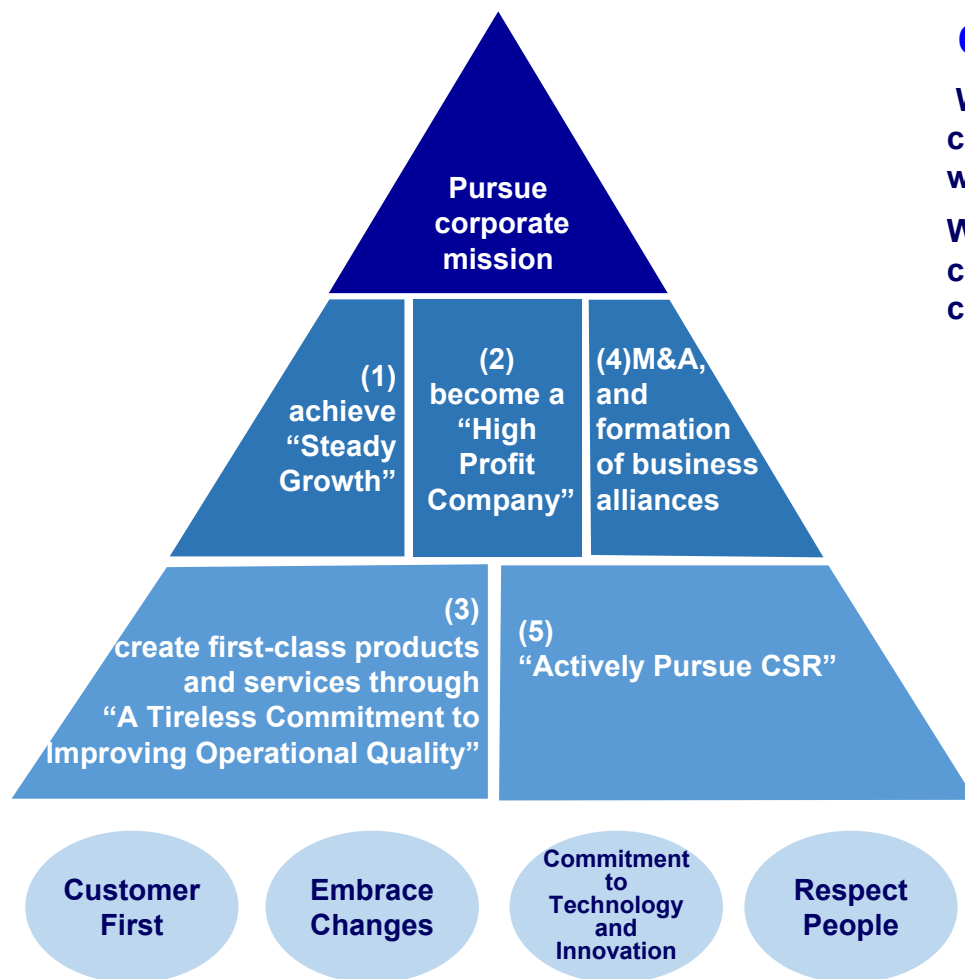 Pursue
corporate
mission
(1)
achieve
“Steady
Growth”
(2)
become a
“High
Profit
Company”
(4)M&A,
and
formation
of business
alliances
(3)
create first-class products
and services through
“A Tireless Commitment to
Improving Operational Quality”
(5)
“Actively Pursue CSR”
Customer
First
Embrace
Changes
Commitment
to
Technology
and
Innovation
Respect
People